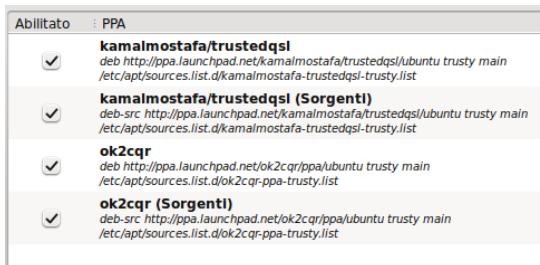 Abilitato PPA
kamalmostafa/trustedqsl
deb http://ppa.launchpad.net/kamalmostafa/trustedqsl/ubuntu trusty main
/etc/apt/sources.list.d/kamalmostafa-trustedqsl-trusty.list
kamalmostafa/trustedqsl (Sorgenti)
deb-src http://ppa.launchpad.net/kamalmostafa/trustedqsl/ubuntu trusty main
/etc/apt/sources.list.d/kamalmostafa-trustedqsl-trusty.list
ok2cqr
deb http://ppa.launchpad.net/ok2cqr/ppa/ubuntu trusty main
/etc/apt/sources.list.d/ok2cqr-ppa-trusty.list
ok2cqr (Sorgenti)
deb-src http://ppa.launchpad.net/ok2cqr/ppa/ubuntu trusty main
/etc/apt/sources.list.d/ok2cqr-ppa-trusty.list